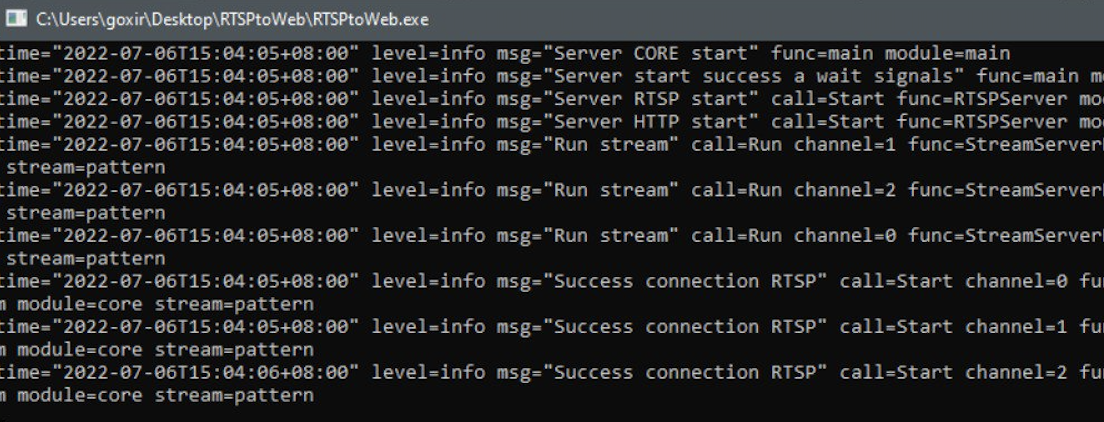 C:\Users\goxir\Desktop\RTSPtoWeb\RTSPtoWeb.exe
time="2022-07-06T15:04:05+08:00" level=info msg="Server CORE start" func=main module=main
time="2022-07-06T15:04:05+08:00" level=info msg="Server start success a wait signals" func=main mo
time="2022-07-06T15:04:05+08:00" level=info msg="Server RTSP start" call=Start func=RTSPServer mod
time="2022-07-06T15:04:05+08:00" level=info msg="Server HTTP start" call=Start func=RTSPServer mod
time="2022-07-06T15:04:05+08:00" level=info msg="Run stream" call=Run channel=1 func=StreamServer
stream=pattern
time="2022-07-06T15:04:05+08:00" level=info msg="Run stream" call=Run channel=2 func=StreamServer
stream=pattern
time="2022-07-06T15:04:05+08:00" level=info msg="Run stream" call=Run channel=0 func=StreamServer
stream=pattern
time="2022-07-06T15:04:05+08:00" level=info msg="Success connection RTSP" call=Start channel=0 fun
m module=core stream=pattern
time="2022-07-06T15:04:05+08:00" level=info msg="Success connection RTSP" call=Start channel=1 fun
m module=core stream=pattern
time="2022-07-06T15:04:06+08:00" level=info msg="Success connection RTSP" call=Start channel=2 fun
m module=core stream=pattern